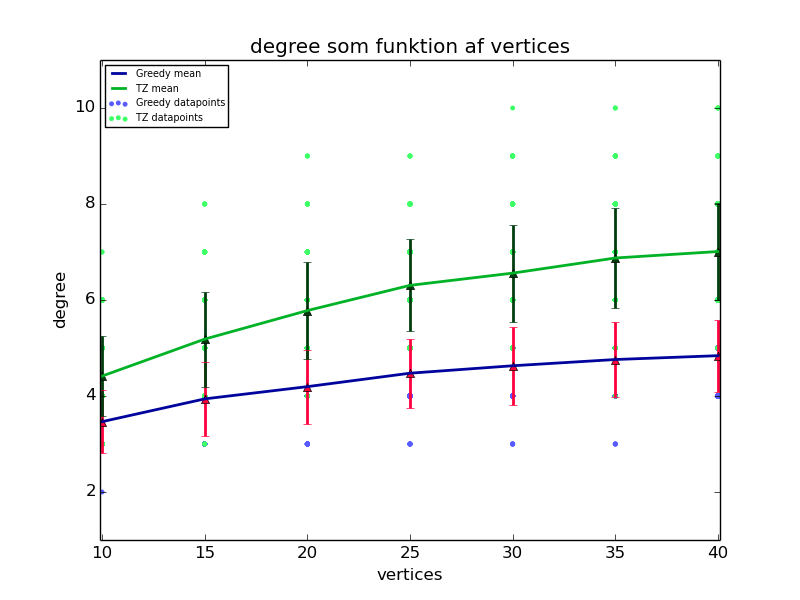 degree som funktion af vertices
Greedy mean
TZ mean
Greedy datapoints
TZ datapoints
10
8
6
4
2
degree
10 15 20 25 30 35 40
vertices